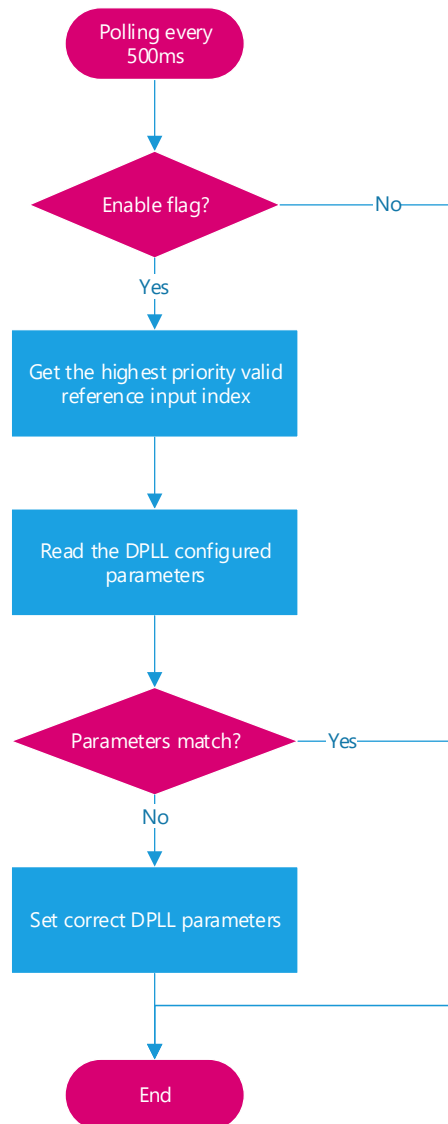 Polling every
500ms
Enable flag?
No
Yes
Get the highest priority valid
reference input index
Read the DPLL configured
parameters
Parameters match?
Yes
No
Set correct DPLL parameters
End